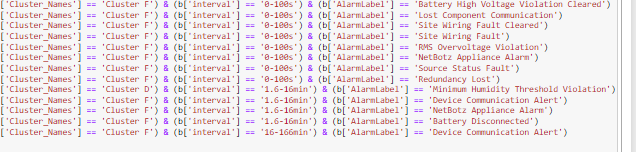 ['Cluster_Names'] == 'Cluster F') & (b['interval'] == '0-100s') & (b['AlarmLabel'] == 'Battery High Voltage Violation Cleared')
['Cluster_Names'] == 'Cluster F') & (b['interval'] == '0-100s') & (b['AlarmLabel'] == 'Lost Component Communication')
['Cluster_Names'] == 'Cluster F') & (b['interval'] == '0-100s') & (b['AlarmLabel'] == 'Site Wiring Fault Cleared')
['Cluster_Names'] == 'Cluster F') & (b['interval'] == '0-100s') & (b['AlarmLabel'] == 'Site Wiring Fault')
['Cluster_Names'] == 'Cluster F') & (b['interval'] == '0-100s') & (b['AlarmLabel'] == 'RMS Overvoltage Violation')
['Cluster_Names'] == 'Cluster F') & (b['interval'] == '0-100s') & (b['AlarmLabel'] == 'NetBotz Appliance Alarm')
['Cluster_Names'] == 'Cluster F') & (b['interval'] == '0-100s') & (b['AlarmLabel'] == 'Source Status Fault')
['Cluster_Names'] == 'Cluster F') & (b['interval'] == '0-100s') & (b['AlarmLabel'] == 'Redundancy Lost')
['Cluster_Names'] == 'Cluster D') & (b['interval'] == '1.6-16min') & (b['AlarmLabel'] == 'Minimum Humidity Threshold Violation')
['Cluster_Names'] == 'Cluster F') & (b['interval'] == '1.6-16min') & (b['AlarmLabel'] == 'Device Communication Alert')
['Cluster_Names'] == 'Cluster F') & (b['interval'] == '1.6-16min') & (b['AlarmLabel'] == 'NetBotz Appliance Alarm')
['Cluster_Names'] == 'Cluster F') & (b['interval'] == '1.6-16min') & (b['AlarmLabel'] == 'Battery Disconnected')
['Cluster_Names'] == 'Cluster F') & (b['interval'] == '16-166min') & (b['AlarmLabel'] == 'Device Communication Alert')